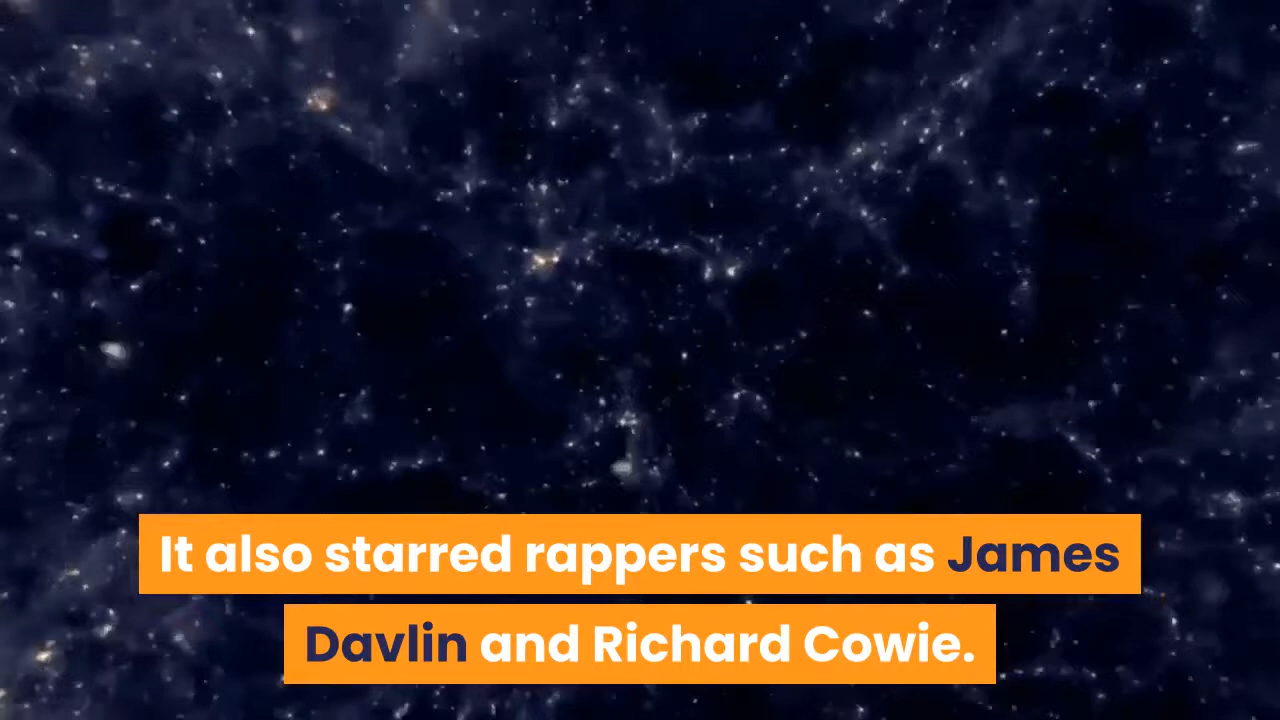 It also starred rappers such as James
Davlin and Richard Cowie.